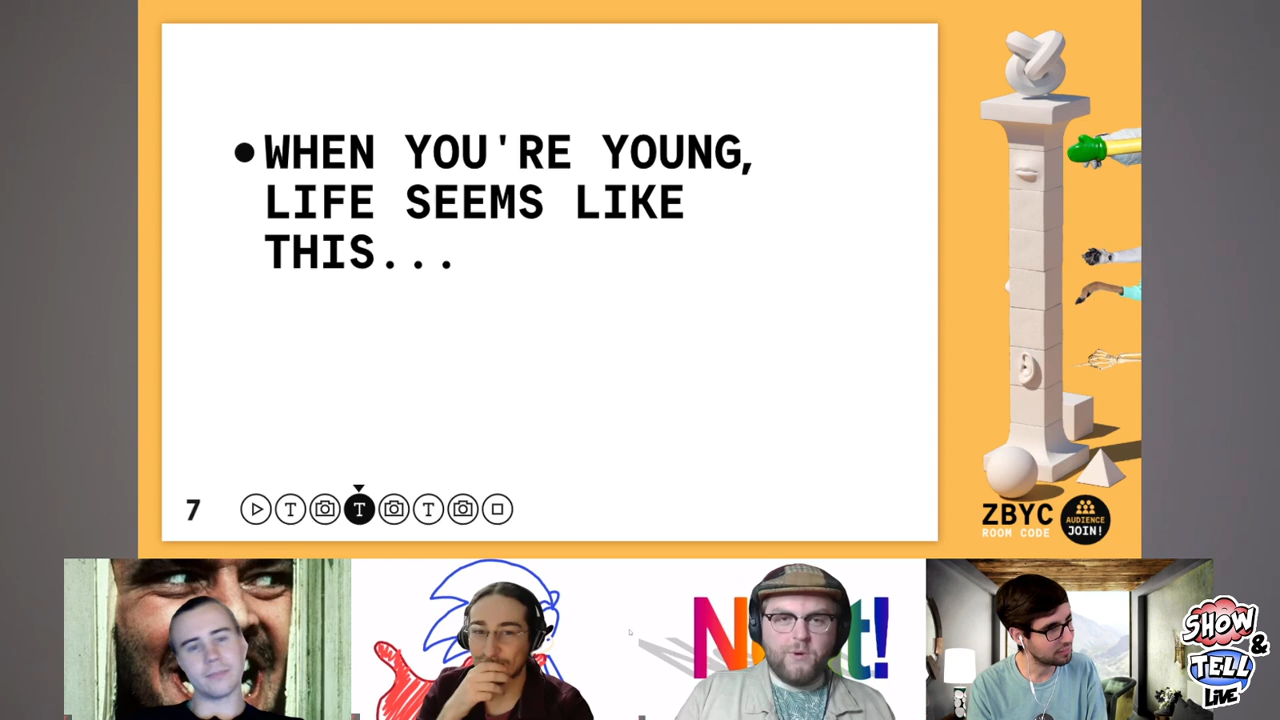 •WHEN YOU'RE YOUNG,
LIFE SEEMS LIKE
THIS...
7
T
T
T
ZBYC
ROOM CODE
AUDIENCE
JOIN!
SHOW
&
TELL
LIVE